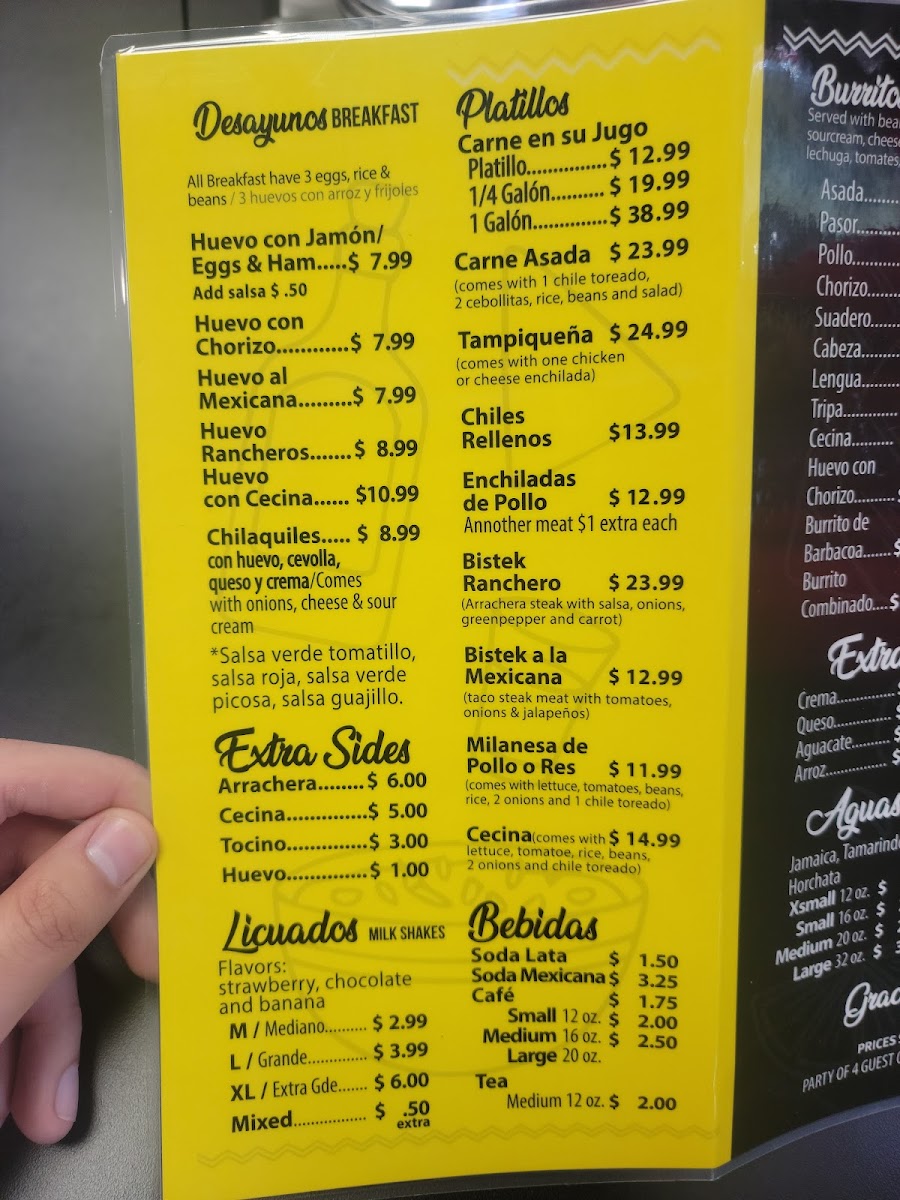 Desayunos BREAKFAST
All Breakfast have 3 eggs, rice &
beans / 3 huevos con arroz y frijoles
Huevo con Jamón/
Eggs & Ham.....$ 7.99
Add salsa $ .50
Huevo con
Chorizo............$ 7.99
Huevo al
Mexicana.........$ 7.99
Huevo
Rancheros.......$ 8.99
Huevo
con Cecina...... $10.99
Chilaquiles..... $ 8.99
con huevo, cevolla,
queso y crema/Comes
with onions, cheese & sour
cream
*Salsa verde tomatillo,
salsa roja, salsa verde
picosa, salsa guajillo.
Extra Sides
Arrachera........$ 6.00
Cecina..............$ 5.00
Tocino..............$ 3.00
Huevo..............$ 1.00
Licuados MILK SHAKES
Flavors:
strawberry, chocolate
and banana
M / Mediano.......... $ 2.99
L / Grande............. $ 3.99
XL / Extra Gde....... $ 6.00
Mixed................. $ .50
extra
Platillos
Carne en su Jugo
Platillo...............$ 12.99
1/4 Galón.......... $ 19.99
1 Galón..............$ 38.99
Carne Asada $ 23.99
(comes with 1 chile toreado,
2 cebollitas, rice, beans and salad)
Tampiqueña $ 24.99
(comes with one chicken
or cheese enchilada)
Chiles
Rellenos $13.99
Enchiladas
de Pollo $ 12.99
Annother meat $1 extra each
Bistek
Ranchero $ 23.99
(Arrachera steak with salsa, onions,
greenpepper and carrot)
Bistek a la
Mexicana $ 12.99
(taco steak meat with tomatoes,
onions & jalapeños)
Milanesa de
Pollo o Res $ 11.99
(comes with lettuce, tomatoes, beans,
rice, 2 onions and 1 chile toreado)
Cecina(comes with $ 14.99
lettuce, tomatoe, rice, beans,
2 onions and chile toreado)
Bebidas
Soda Lata $ 1.50
Soda Mexicana $ 3.25
Café $ 1.75
Small 12 oz. $ 2.00
Medium 16 oz. $ 2.50
Large 20 oz.
Tea
Medium 12 oz. $ 2.00
Served with
sourcream,
lechuga, tomates,
Asada........
Pasor.........
Pollo..........
Chorizo.......
Suadero.......
Cabeza........
Lengua........
Tripa...........
Cecina..........
Huevo con
Chorizo........
Burrito de
Barbacoa....... $
Burrito
Combinado....$
Crema............... $
Queso............... $
Aguacate............ $
Arroz................ $
Aguas
Jamaica,
Horchata
Xsmall 12 oz. $
Small 16 oz. $
Medium 20 oz. $
Large 32 oz. $
PRICES
PARTY OF 4 GUEST